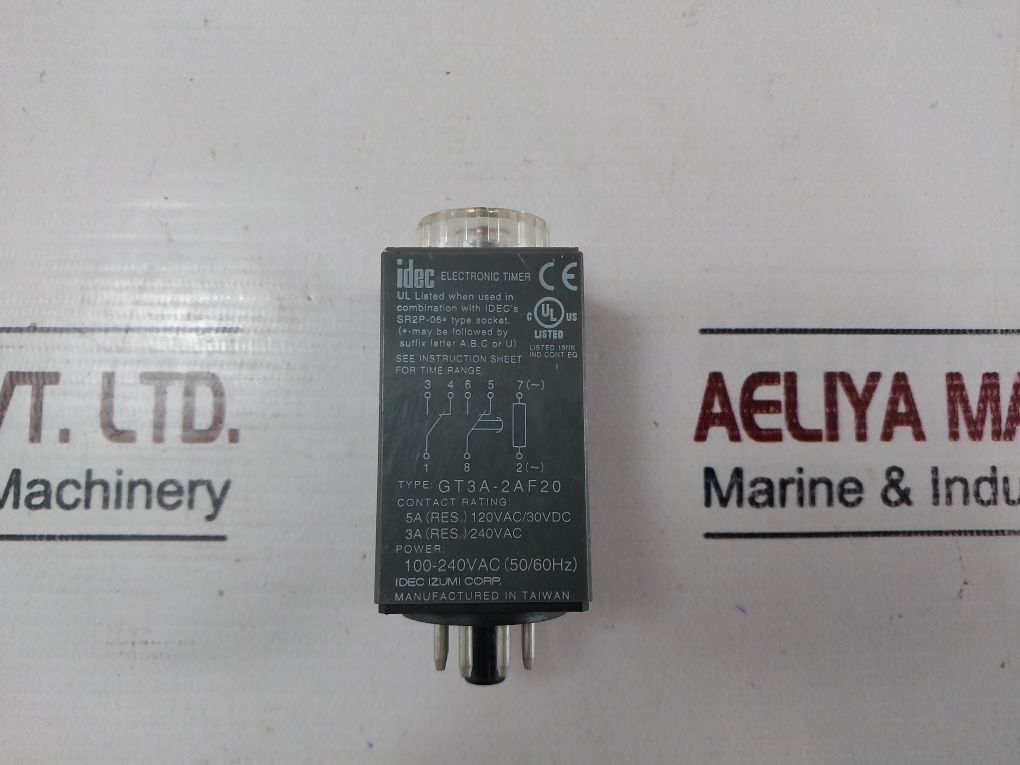 idec ELECTRONIC TIMER CE
UL Listed when used in
combination with IDEC's
SR2P-06* type socket.
(*-may be followed by
suffix letter A,B,C or U)
C UL US
LISTED
LISTED 19NK
IND.CONT.EQ
SEE INSTRUCTION SHEET
FOR TIME RANGE.
3 4 6 5 7(~)
1 8 2(~)
TYPE: GT3A-2AF20
CONTACT RATING:
5A(RES.)120VAC/30VDC
3A(RES.)/240VAC
POWER:
100-240VAC(50/60Hz)
IDEC IZUMI CORP.
MANUFACTURED IN TAIWAN
VT. LTD.
Machinery
AELIYA MA
Marine & Indu